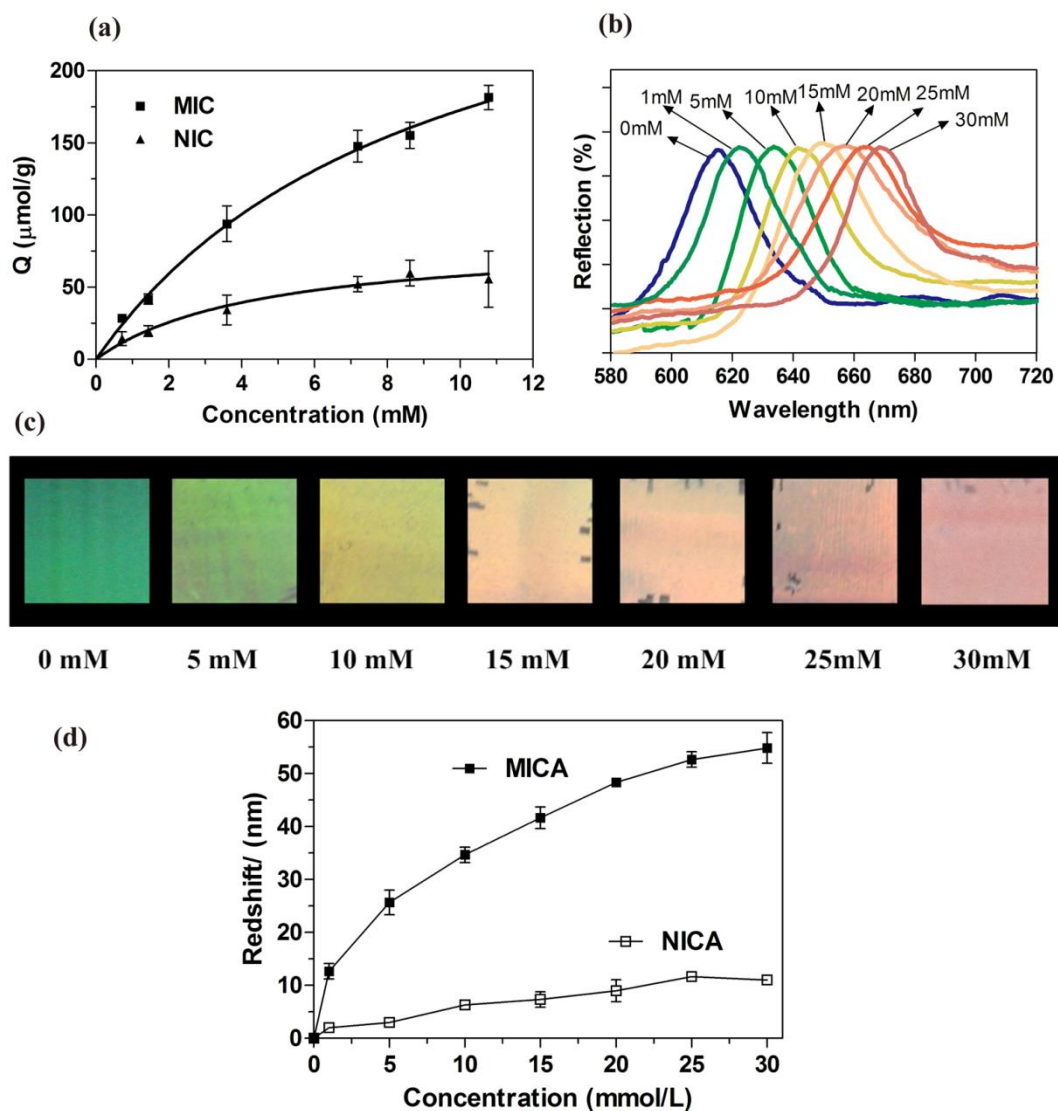 (a)
200
150
100
50
0
Q (μmol/g)
MIC
NIC
0 2 4 6 8 10 12
Concentration (mM)
(b)
Reflection (%)
0mM
1mM
5mM
10mM
15mM
20mM
25mM
30mM
580 600 620 640 660 680 700 720
Wavelength (nm)
(c)
0 mM 5 mM 10 mM 15 mM 20 mM 25mM 30mM
(d)
60
50
40
30
20
10
0
Redshift/ (nm)
MICA
NICA
0 5 10 15 20 25 30
Concentration (mmol/L)